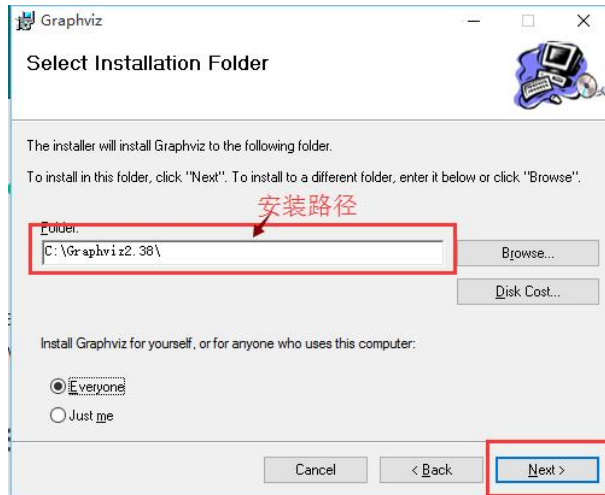 Graphviz
Select Installation Folder
The installer will install Graphviz to the following folder.
To install in this folder, click "Next". To install to a different folder, enter it below or click "Browse".
安装路径
Folder:
C:\Graphviz2.38\
Browse...
Disk Cost...
Install Graphviz for yourself, or for anyone who uses this computer:
Everyone
Just me
Cancel
< Back
Next >